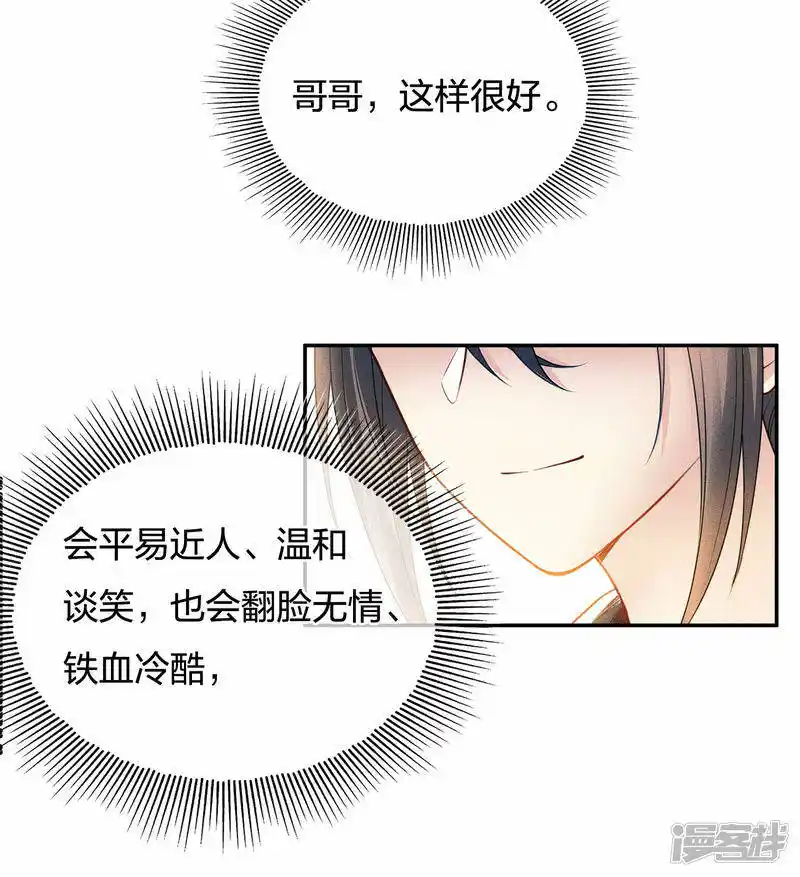 哥哥，这样很好。
会平易近人、温和
谈笑，也会翻脸无情、
铁血冷酷，
漫客栈